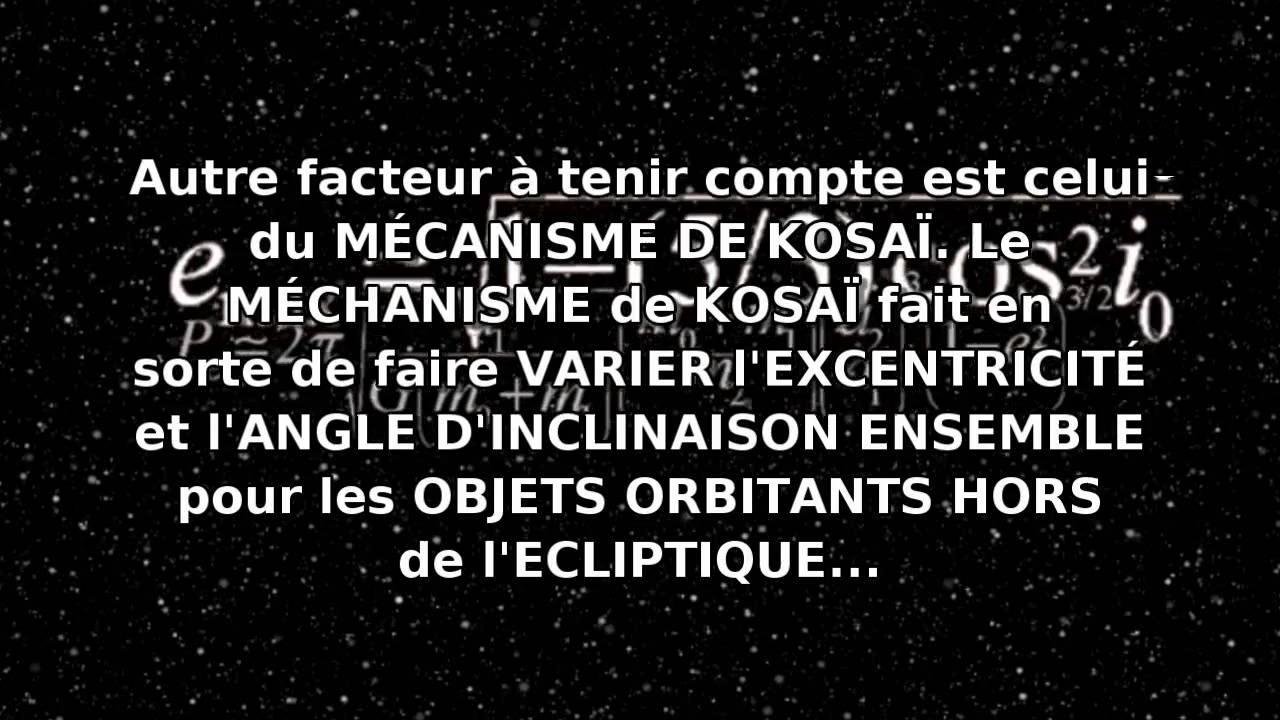 Autre facteur à tenir compte est celui
du MÉCANISME DE KOSAÏ. Le
MÉCHANISME de KOSAÏ fait en
sorte de faire VARIER l'EXCENTRICITÉ
et l'ANGLE D'INCLINAISON ENSEMBLE
pour les OBJETS ORBITANTS HORS
de l'ECLIPTIQUE...